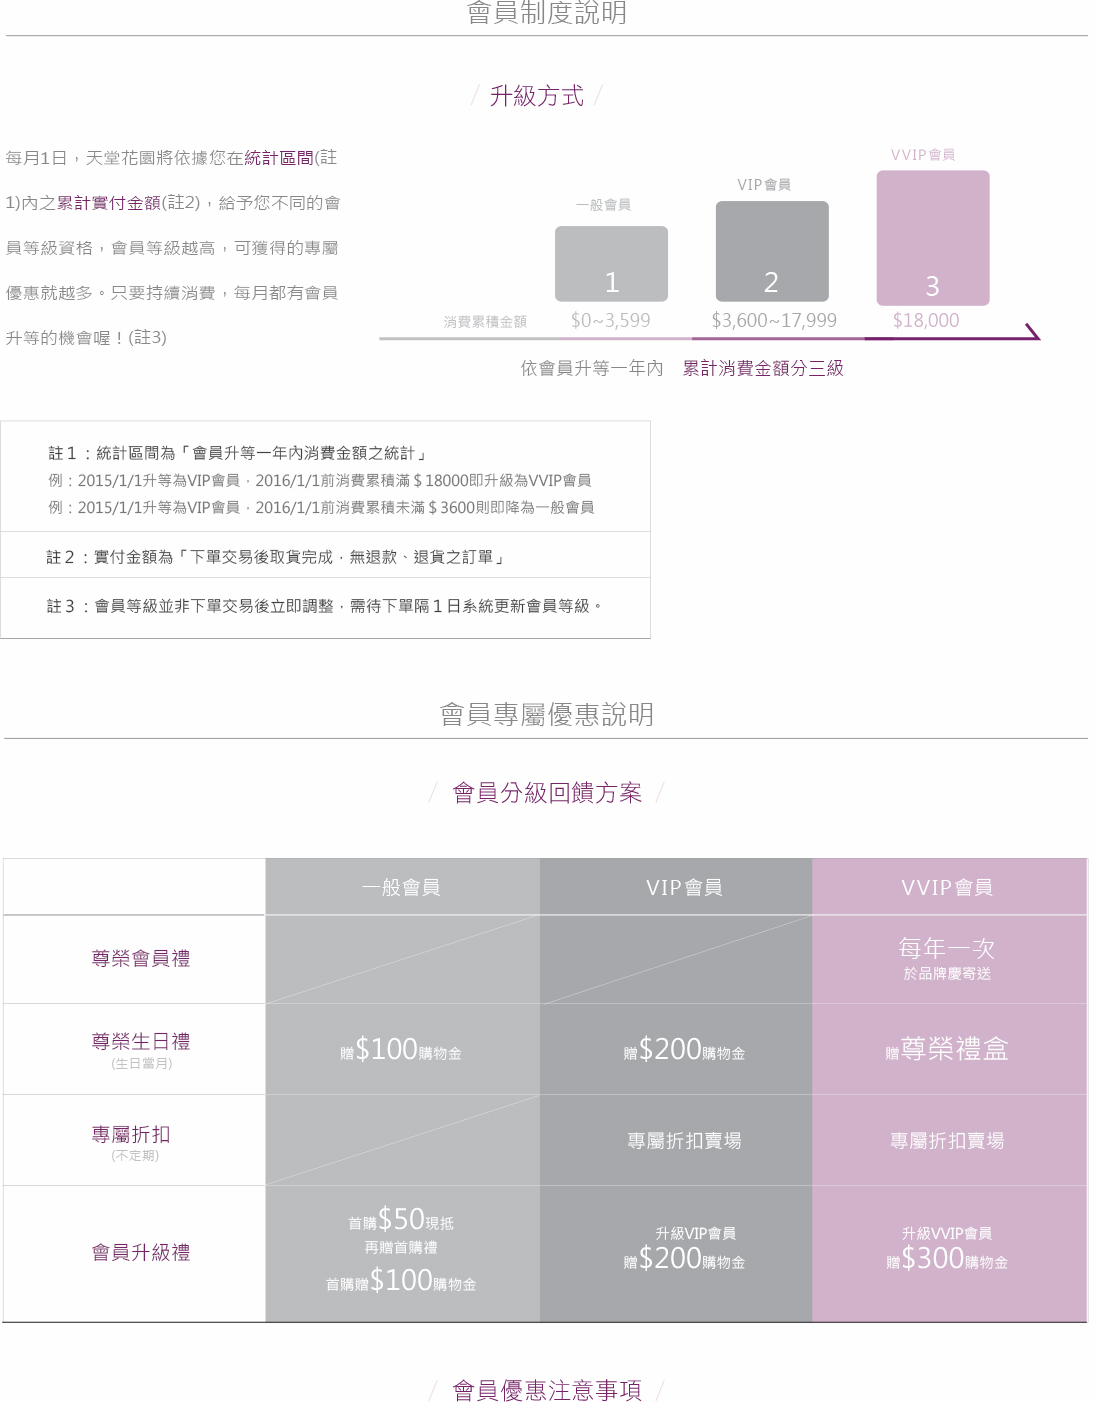 會員制度說明
/ 升級方式 /
每月1日，天堂花園將依據您在統計區間(註
1)內之累計實付金額(註2)，給予您不同的會
員等級資格，會員等級越高，可獲得的專屬
優惠就越多。只要持續消費，每月都有會員
升等的機會喔！(註3)
一般會員 VIP會員 VVIP會員
1 2 3
消費累積金額 $0~3,599 $3,600~17,999 $18,000
依會員升等一年內 累計消費金額分三級
註１：統計區間為「會員升等一年內消費金額之統計」
例：2015/1/1升等為VIP會員，2016/1/1前消費累積滿＄18000即升級為VVIP會員
例：2015/1/1升等為VIP會員，2016/1/1前消費累積未滿＄3600則即降為一般會員
註２：實付金額為「下單交易後取貨完成，無退款、退貨之訂單」
註３：會員等級並非下單交易後立即調整，需待下單隔１日系統更新會員等級。
會員專屬優惠說明
/ 會員分級回饋方案 /
一般會員 VIP會員 VVIP會員
尊榮會員禮 每年一次
於品牌慶寄送
尊榮生日禮 贈$100購物金 贈$200購物金 贈尊榮禮盒
(生日當月)
專屬折扣 專屬折扣賣場 專屬折扣賣場
(不定期)
會員升級禮
首購$50現抵
再贈首購禮
首購贈$100購物金
升級VIP會員
贈$200購物金
升級VVIP會員
贈$300購物金
/ 會員優惠注意事項 /